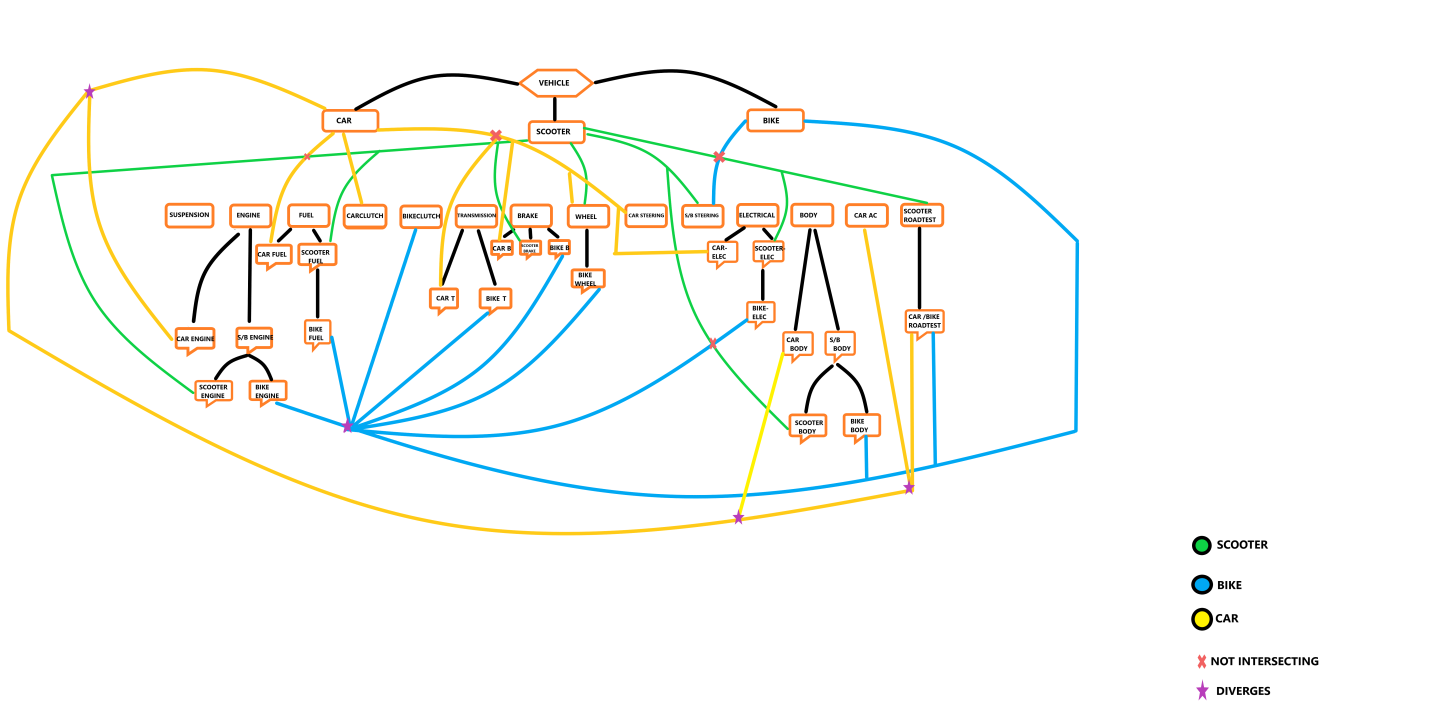 VEHICLE
CAR
SCOOTER
BIKE
SUSPENSION
ENGINE
FUEL
CARCLUTCH
BIKECLUTCH
TRANSMISSION
BRAKE
WHEEL
CAR STEERING
S/B STEERING
ELECTRICAL
BODY
CAR AC
SCOOTER
ROADTEST
CAR FUEL
SCOOTER
FUEL
CAR B
SCOOTER
BRAKE
BIKE B
CAR-
ELEC
SCOOTER-
ELEC
BIKE
WHEEL
CAR T
BIKE T
BIKE-
ELEC
CAR /BIKE
ROADTEST
CAR ENGINE
S/B ENGINE
BIKE
FUEL
CAR
BODY
S/B
BODY
SCOOTER
ENGINE
BIKE
ENGINE
SCOOTER
BODY
BIKE
BODY
SCOOTER
BIKE
CAR
NOT INTERSECTING
DIVERGES